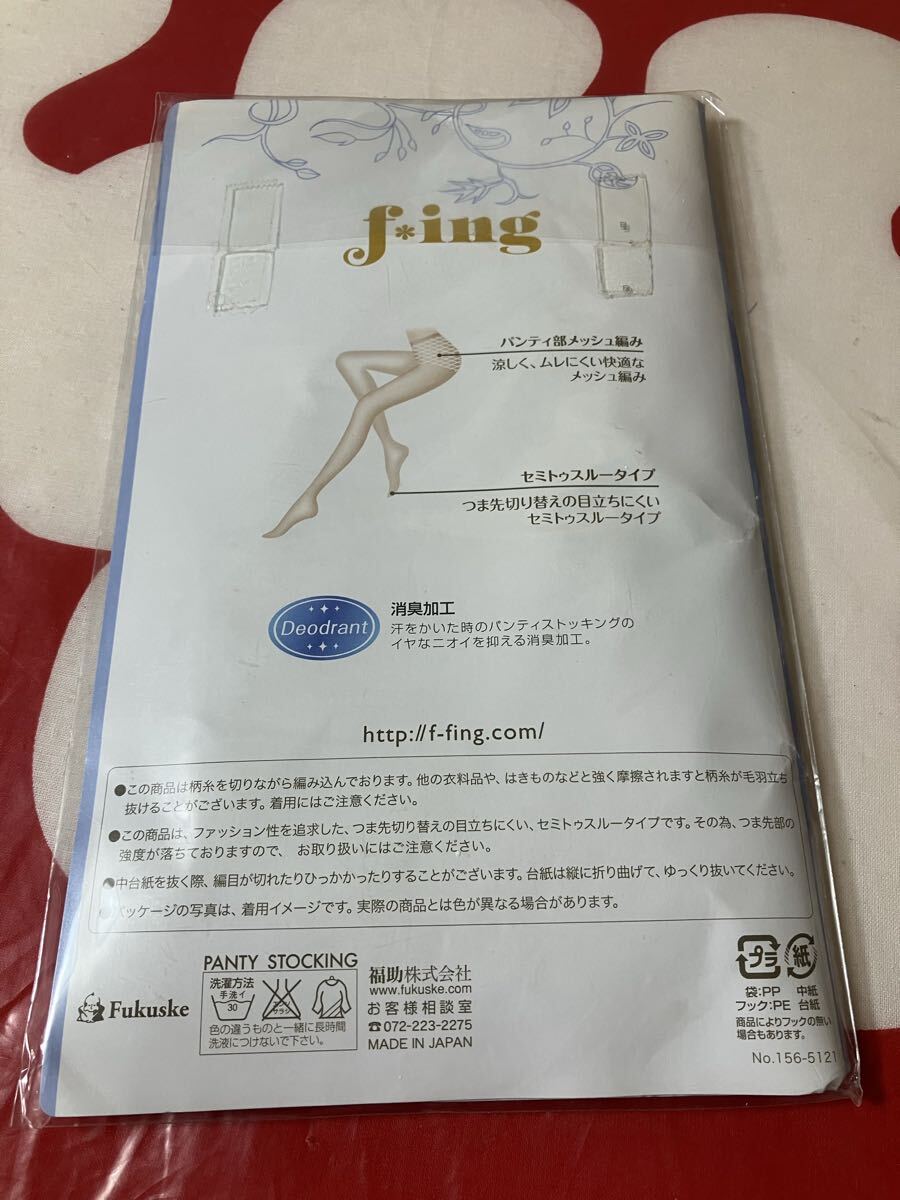 f*ing
パンティ部メッシュ編み
涼しく、ムレにくい快適な
メッシュ編み
セミトゥスルータイプ
つま先切り替えの目立ちにくい
セミトゥスルータイプ
Deodrant
消臭加工
汗をかいた時のパンティストッキングの
イヤなニオイを抑える消臭加工。
http://f-fing.com/
●この商品は柄糸を切りながら編み込んでおります。他の衣料品や、はきものなどと強く摩擦されますと柄糸が毛羽立ち
抜けることがございます。着用にはご注意ください。
●この商品は、ファッション性を追求した、つま先切り替えの目立ちにくい、セミトゥスルータイプです。その為、つま先部の
強度が落ちておりますので、 お取り扱いにはご注意ください。
●中台紙を抜く際、編目が切れたりひっかかったりすることがございます。台紙は縦に折り曲げて、ゆっくり抜いてください。
●パッケージの写真は、着用イメージです。実際の商品とは色が異なる場合があります。
Fukuske
PANTY STOCKING
洗濯方法
手洗イ
30
サラシ
色の違うものと一緒に長時間
洗液につけないで下さい。
福助株式会社
www.fukuske.com
お客様相談室
☎072-223-2275
MADE IN JAPAN
プラ 紙
袋:PP 中紙
フック:PE 台紙
商品によりフックの無い
場合もあります。
No.156-5121